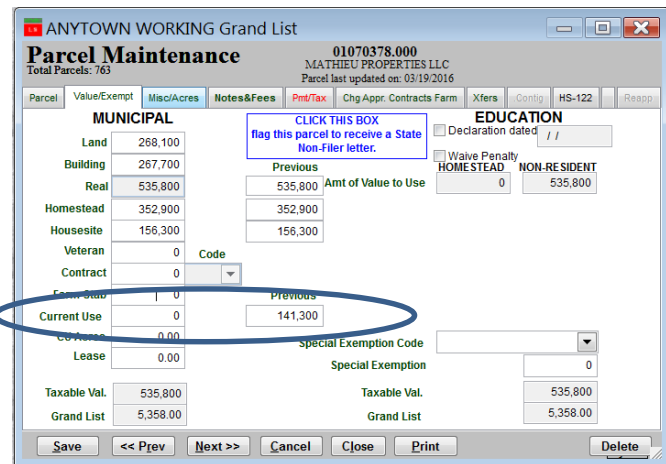 ANYTOWN WORKING Grand List
Parcel Maintenance
Total Parcels: 763
01070378.000
MATHIEU PROPERTIES LLC
Parcel last updated on: 03/19/2016
Parcel Value/Exempt Misc/Acres Notes&Fees Pmt/Tax Chg Appr. Contracts Farm Xfers Contig HS-122 Reapp
MUNICIPAL
CLICK THIS BOX
flag this parcel to receive a State
Non-Filer letter.
EDUCATION
Declaration dated / /
Waive Penalty
HOMESTEAD NON-RESIDENT
Land 268,100
Building 267,700 Previous
Real 535,800 535,800 Amt of Value to Use 0 535,800
Homestead 352,900 352,900
Housesite 156,300 156,300
Veteran 0 Code
Contract 0
Farm Stab 0 Previous
Current Use 0 141,300
0.00 Special Exemption Code
Lease 0.00 Special Exemption 0
Taxable Val. 535,800 Taxable Val. 535,800
Grand List 5,358.00 Grand List 5,358.00
Save << Prev Next >> Cancel Close Print Delete